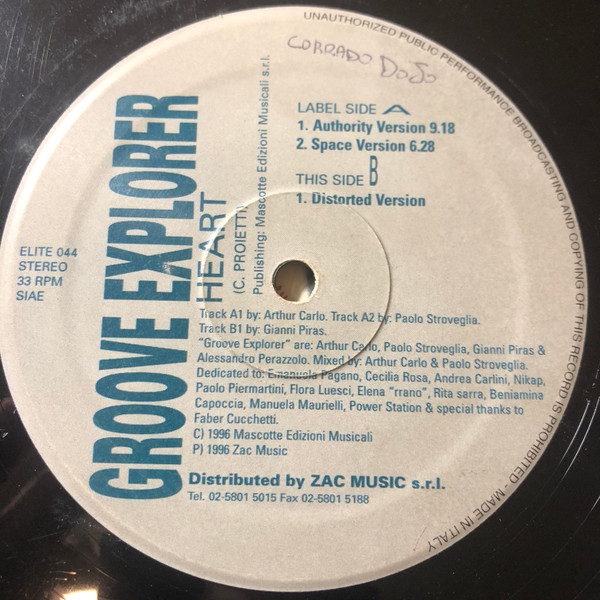 UNAUTHORIZED PUBLIC PERFORMANCE BROADCASTING AND COPYING OF THIS RECORD IS PROHIBITED - MADE IN ITALY
CORRADO DOJO
GROOVE EXPLORER
HEART
(C. PROIETTI)
Publishing: Mascotte Edizioni Musicali s.r.l.
LABEL SIDE A
1. Authority Version 9.18
2. Space Version 6.28
THIS SIDE B
1. Distorted Version
ELITE 044
STEREO
33 RPM
SIAE
Track A1 by: Arthur Carlo. Track A2 by: Paolo Stroveglia.
Track B1 by: Gianni Piras.
"Groove Explorer" are: Arthur Carlo, Paolo Stroveglia, Gianni Piras &
Alessandro Perazzolo. Mixed by: Arthur Carlo & Paolo Stroveglia.
Dedicated to: Emanuela Pagano, Cecilia Rosa, Andrea Carlini, Nikap,
Paolo Piermartini, Flora Luesci, Elena "rrano", Rita sarra, Beniamina
Capoccia, Manuela Maurielli, Power Station & special thanks to
Faber Cucchetti.
C) 1996 Mascotte Edizioni Musicali
P) 1996 Zac Music
Distributed by ZAC MUSIC s.r.l.
Tel. 02-5801 5015 Fax 02-5801 5188